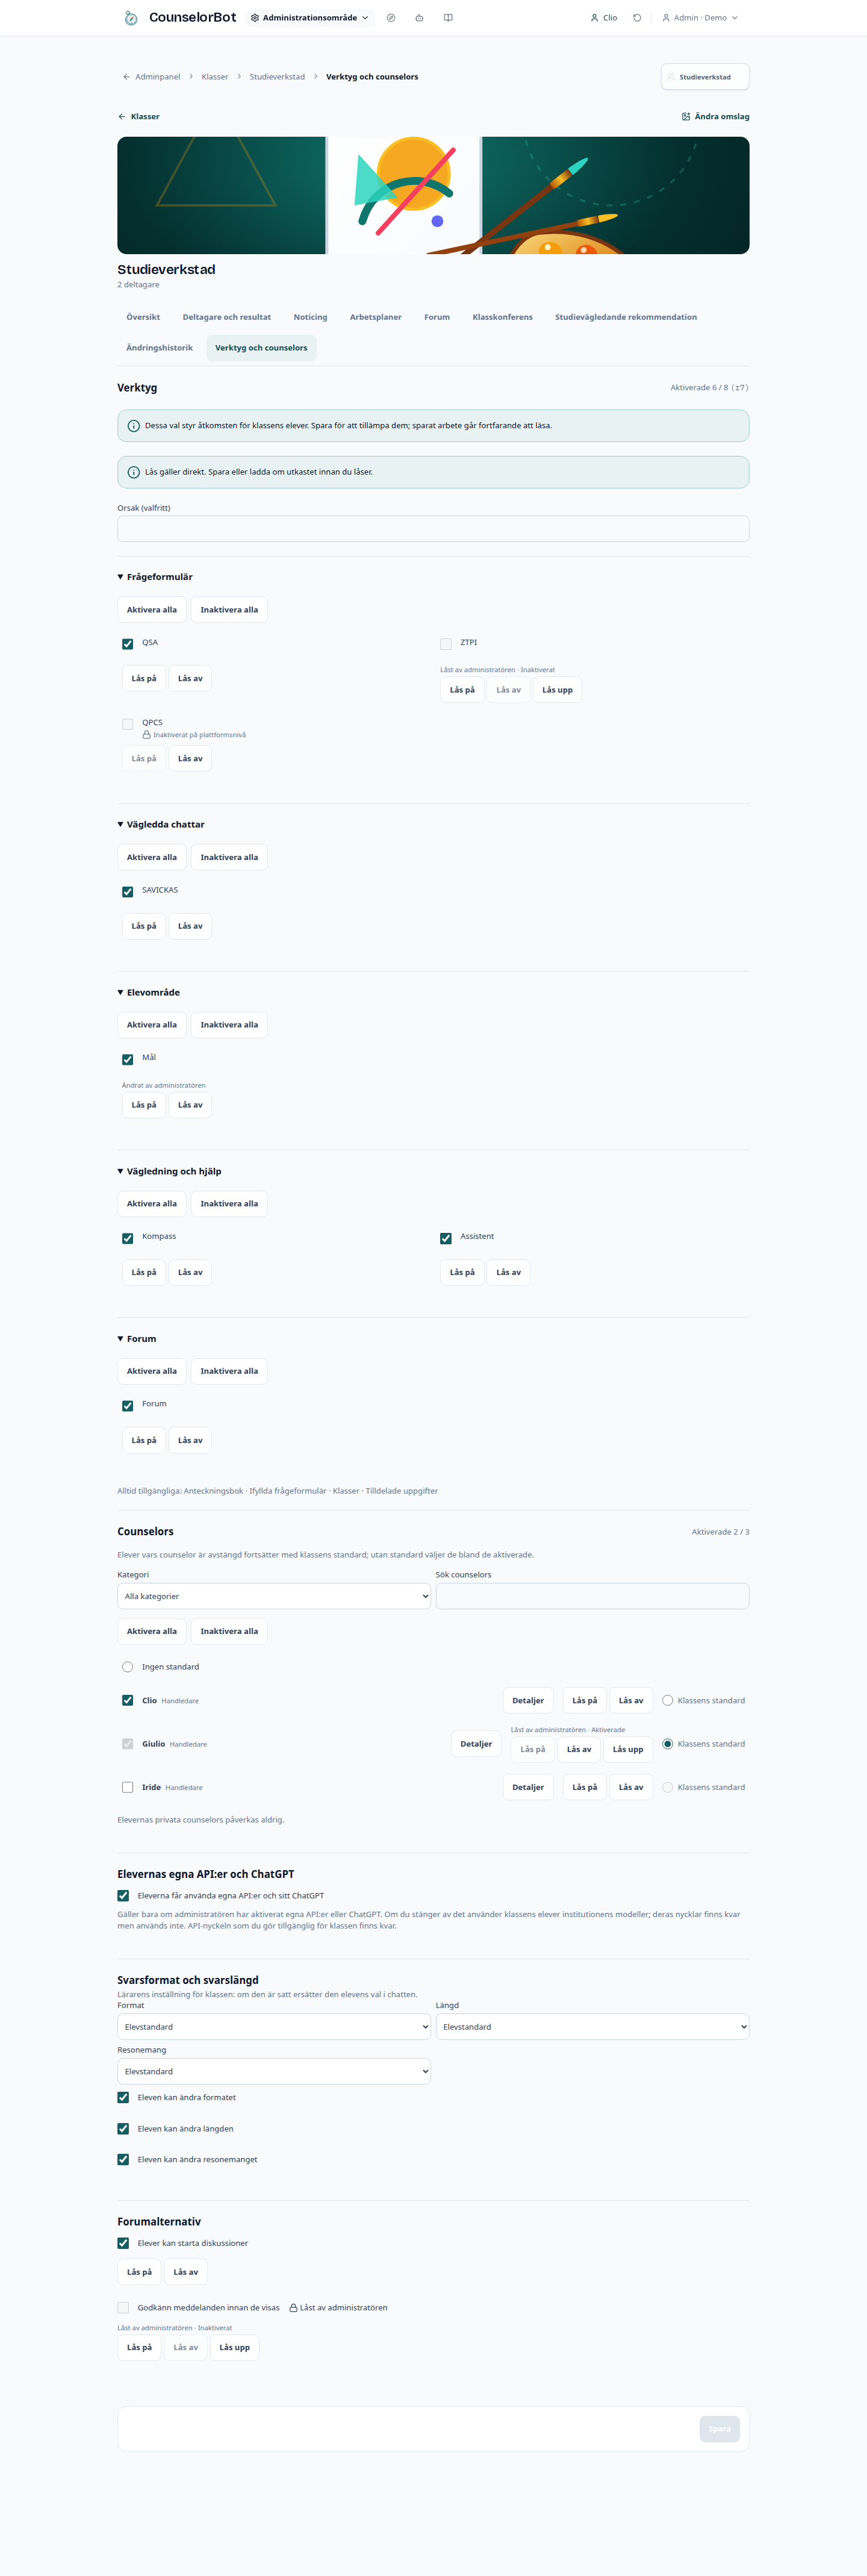 CounselorBot
Administrationsområde
Clio
Admin · Demo
Adminpanel
Klasser
Studieverkstad
Verktyg och counselors
Studieverkstad
Klasser
Ändra omslag
Studieverkstad
2 deltagare
Översikt
Deltagare och resultat
Noticing
Arbetsplaner
Forum
Klasskonferens
Studievägledande rekommendation
Ändringshistorik
Verktyg och counselors
Verktyg
Aktiverade 6 / 8 (r7)
Dessa val styr åtkomsten för klassens elever. Spara för att tillämpa dem; sparat arbete går fortfarande att läsa.
Lås gäller direkt. Spara eller ladda om utkastet innan du låser.
Orsak (valfritt)
Frågeformulär
Aktivera alla
Inaktivera alla
QSA
Lås på
Lås av
ZTPI
Låst av administratören · Inaktiverat
Lås på
Lås av
Lås upp
QPCS
Inaktiverat på plattformsnivå
Lås på
Lås av
Vägledda chattar
Aktivera alla
Inaktivera alla
SAVICKAS
Lås på
Lås av
Elevområde
Aktivera alla
Inaktivera alla
Mål
Ändrat av administratören
Lås på
Lås av
Vägledning och hjälp
Aktivera alla
Inaktivera alla
Kompass
Lås på
Lås av
Assistent
Lås på
Lås av
Forum
Aktivera alla
Inaktivera alla
Forum
Lås på
Lås av
Alltid tillgängliga: Anteckningsbok · Ifyllda frågeformulär · Klasser · Tilldelade uppgifter
Counselors
Aktiverade 2 / 3
Elever vars counselor är avstängd fortsätter med klassens standard; utan standard väljer de bland de aktiverade.
Kategori
Alla kategorier
Sök counselors
Aktivera alla
Inaktivera alla
Ingen standard
Clio Handledare
Detaljer
Lås på
Lås av
Klassens standard
Giulio Handledare
Detaljer
Låst av administratören · Aktiverade
Lås på
Lås av
Lås upp
Klassens standard
Iride Handledare
Detaljer
Lås på
Lås av
Klassens standard
Elevernas privata counselors påverkas aldrig.
Elevernas egna API:er och ChatGPT
Eleverna får använda egna API:er och sitt ChatGPT
Gäller bara om administratören har aktiverat egna API:er eller ChatGPT. Om du stänger av det använder klassens elever institutionens modeller; deras nycklar finns kvar
men används inte. API-nyckeln som du gör tillgänglig för klassen finns kvar.
Svarsformat och svarslängd
Lärarens inställning för klassen: om den är satt ersätter den elevens val i chatten.
Format
Elevstandard
Längd
Elevstandard
Resonemang
Elevstandard
Eleven kan ändra formatet
Eleven kan ändra längden
Eleven kan ändra resonemanget
Forumalternativ
Elever kan starta diskussioner
Lås på
Lås av
Godkänn meddelanden innan de visas
Låst av administratören
Låst av administratören · Inaktiverat
Lås på
Lås av
Lås upp
Spara